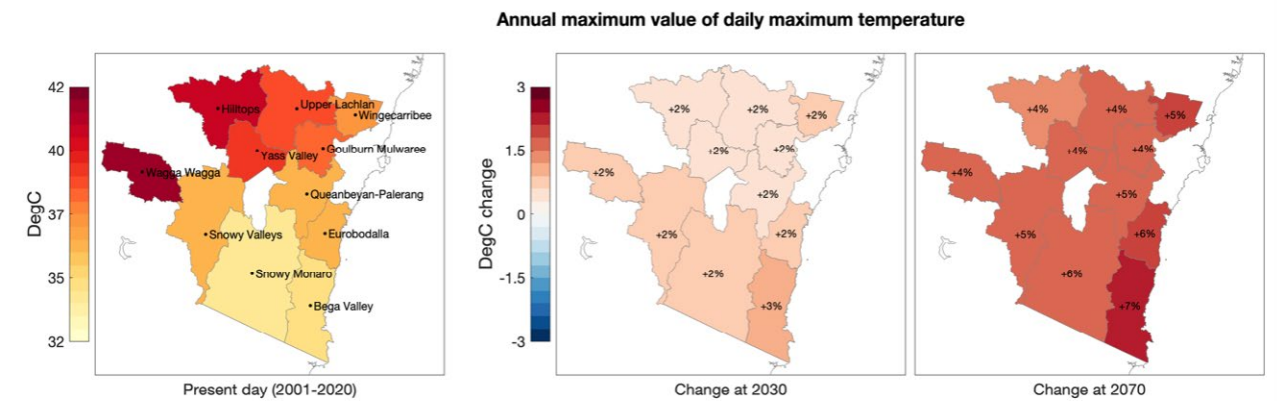 Annual maximum value of daily maximum temperature
42
40
37
35
32
DegC
Hilltops
Upper Lachlan
Wingecarribee
Yass Valley
Goulburn Mulwaree
Wagga Wagga
Queanbeyan-Palerang
Snowy Valleys
Eurobodalla
Snowy Monaro
Bega Valley
Present day (2001-2020)
3
1.5
0
-1.5
-3
DegC change
+2%
+2%
+2%
+2%
+2%
+2%
+2%
+2%
+2%
+2%
+3%
Change at 2030
+4%
+4%
+5%
+4%
+4%
+4%
+5%
+5%
+6%
+6%
+7%
Change at 2070